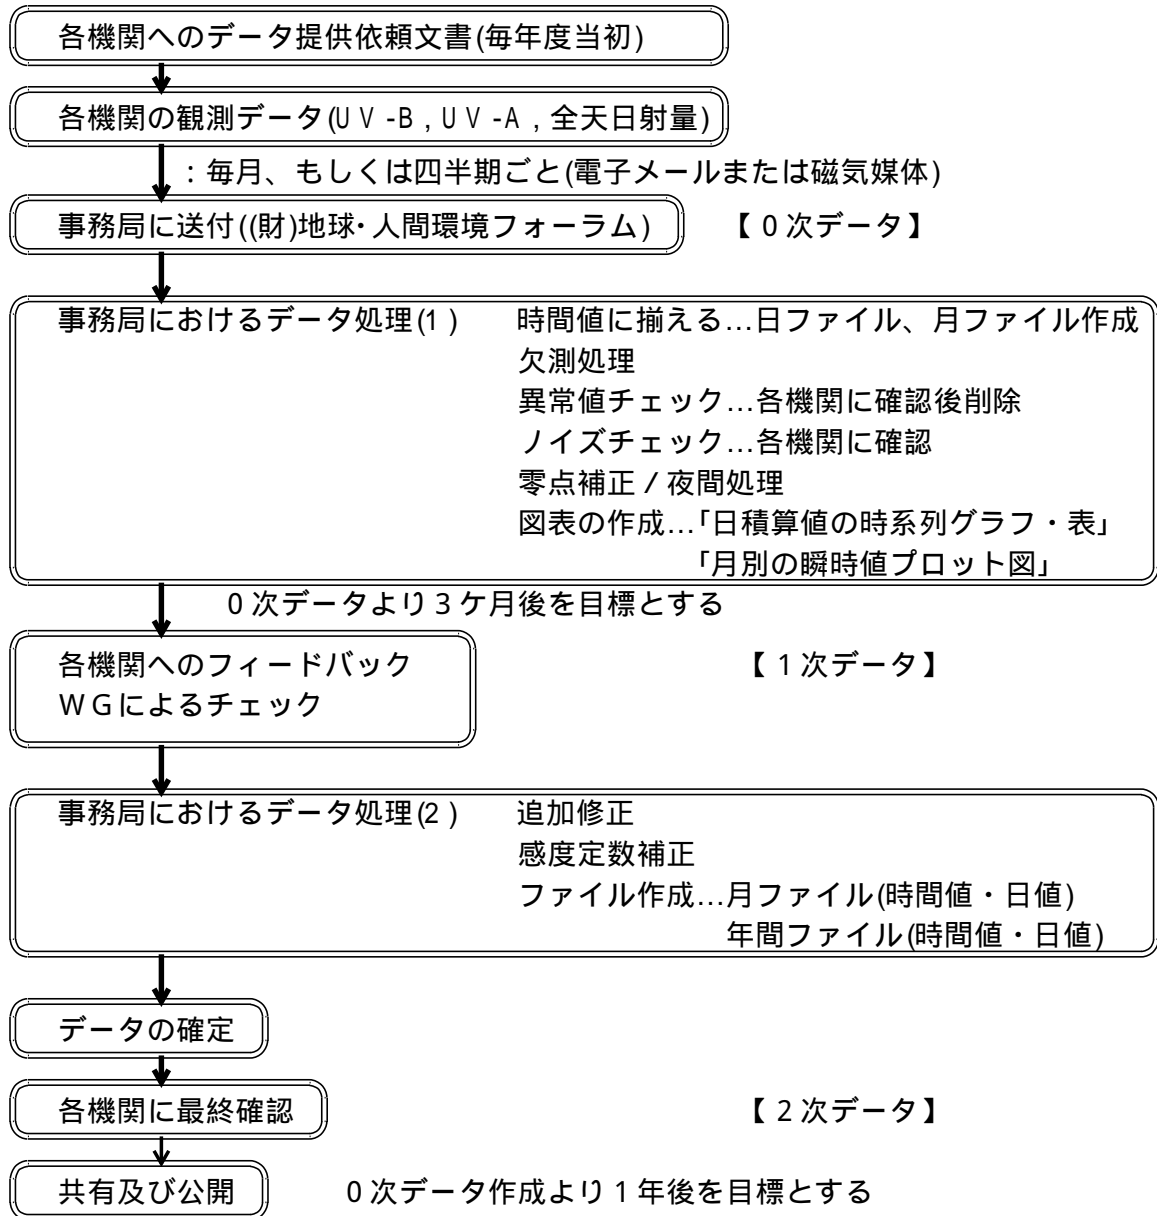 各機関へのデータ提供依頼文書(毎年度当初)
各機関の観測データ(UV-B,UV-A,全天日射量)
:毎月、もしくは四半期ごと(電子メールまたは磁気媒体)
事務局に送付((財)地球・人間環境フォーラム) 【0次データ】
事務局におけるデータ処理(1) 時間値に揃える…日ファイル、月ファイル作成
欠測処理
異常値チェック…各機関に確認後削除
ノイズチェック…各機関に確認
零点補正/夜間処理
図表の作成…「日積算値の時系列グラフ・表」
「月別の瞬時値プロット図」
0次データより3ケ月後を目標とする
各機関へのフィードバック 【1次データ】
WGによるチェック
事務局におけるデータ処理(2) 追加修正
感度定数補正
ファイル作成…月ファイル(時間値・日値)
年間ファイル(時間値・日値)
データの確定
各機関に最終確認 【2次データ】
共有及び公開 0次データ作成より1年後を目標とする